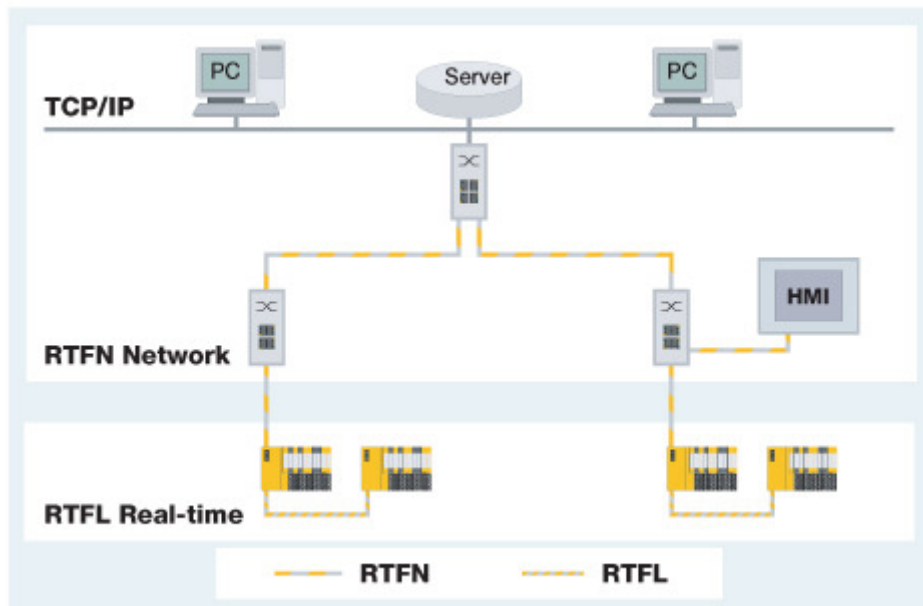 PC
Server
PC
TCP/IP
HMI
RTFN Network
RTFL Real-time
RTFN
RTFL